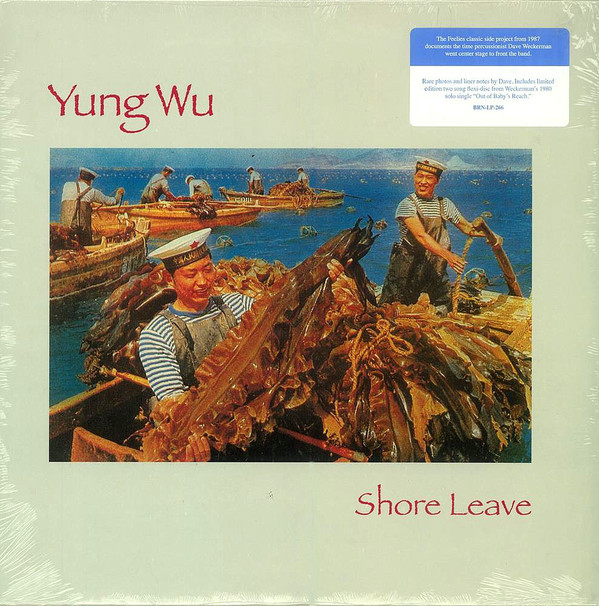 The Feelies classic side project from 1987
documents the time percussionist Dave Weckerman
went center stage to front the band.
Rare photos and liner notes by Dave. Includes limited
edition two song flexi-disc from Weckerman's 1980
solo single "Out of Baby's Reach."
BRN-LP-266
Yung Wu
Shore Leave